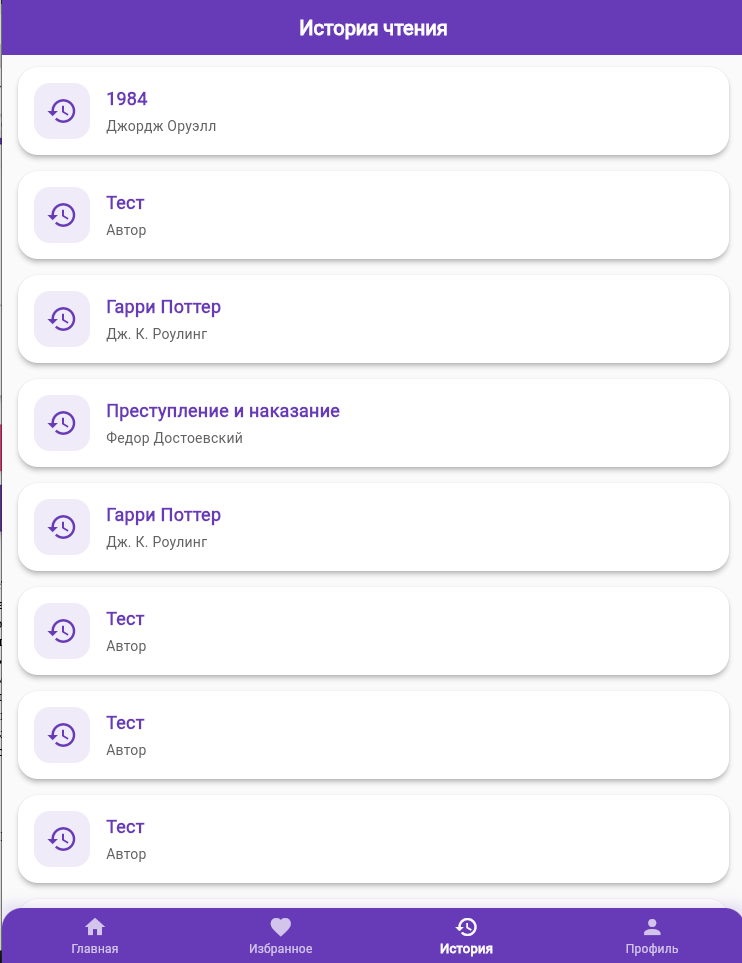 История чтения
1984
Джордж Оруэлл
Тест
Автор
Гарри Поттер
Дж. К. Роулинг
Преступление и наказание
Федор Достоевский
Гарри Поттер
Дж. К. Роулинг
Тест
Автор
Тест
Автор
Тест
Автор
Главная
Избранное
История
Профиль